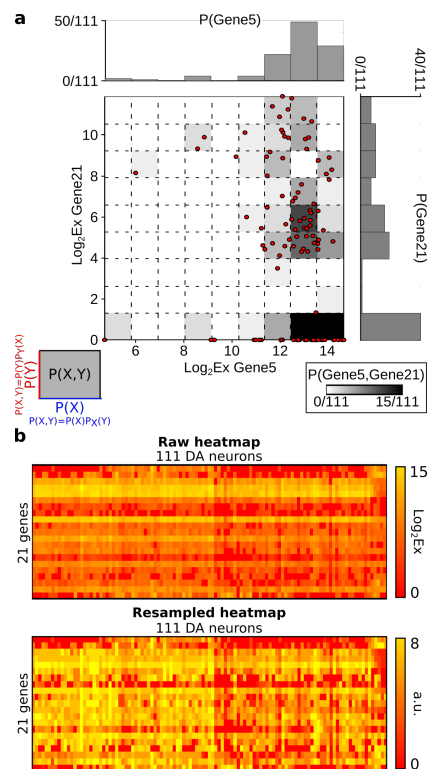 a
P(Gene5)
50/111
0/111
0/111
40/111
Log2Ex Gene21
10
8
6
4
2
0
P(Gene21)
6
8
10
12
14
Log2Ex Gene5
P(X,Y)=P(Y)PY(X)
P(Y)
P(X,Y)
P(X)
P(X,Y)=P(X)PX(Y)
P(Gene5,Gene21)
0/111
15/111
b
Raw heatmap
111 DA neurons
21 genes
15
Log2Ex
0
Resampled heatmap
111 DA neurons
21 genes
8
a.u.
0